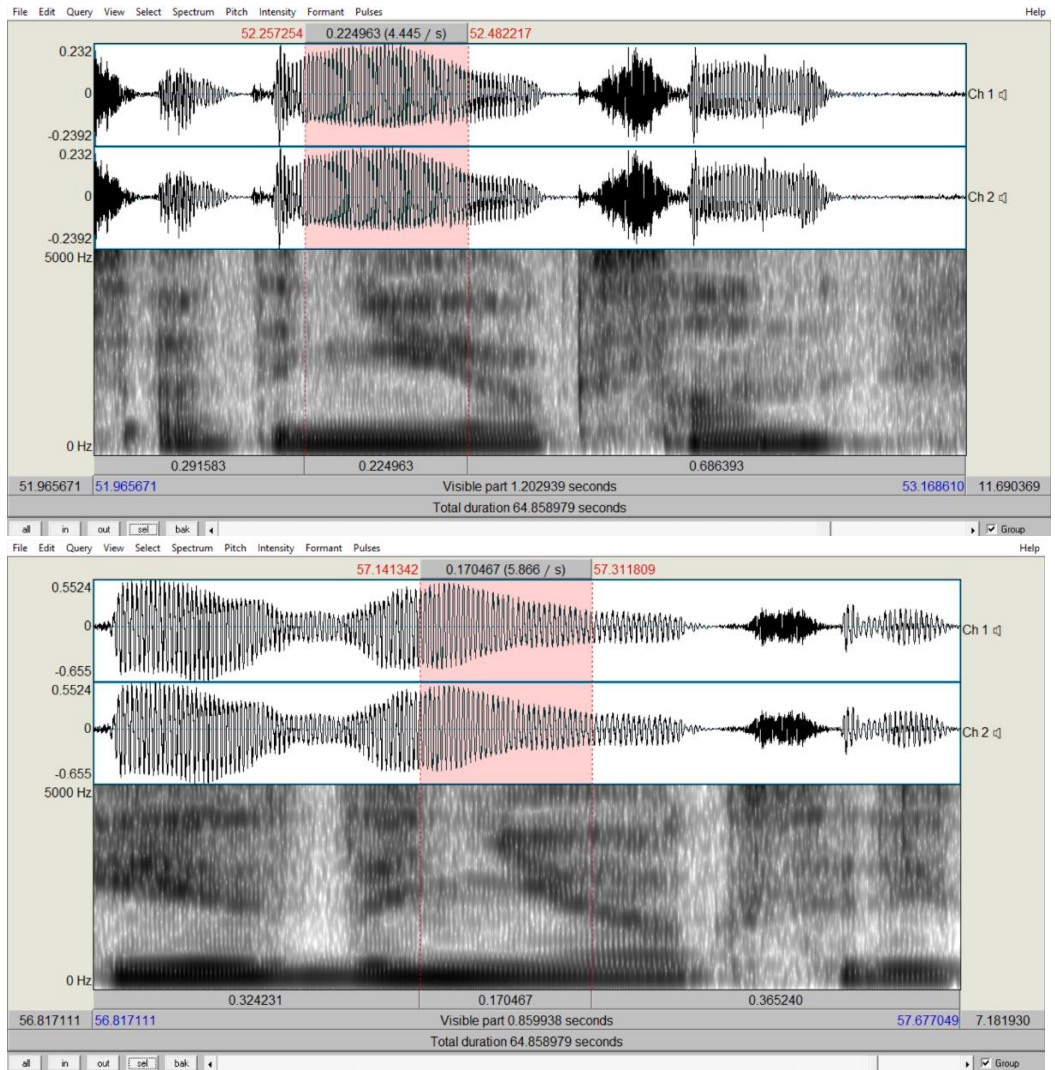 File Edit Query View Select Spectrum Pitch Intensity Formant Pulses Help
52.257254 0.224963 (4.445 / s) 52.482217
0.232
0
-0.2392
Ch 1
0.232
0
-0.2392
Ch 2
5000 Hz
0 Hz
0.291583 0.224963 0.686393
51.965671 51.965671 Visible part 1.202939 seconds 53.168610 11.690369
Total duration 64.858979 seconds
all in out sel bak Group
File Edit Query View Select Spectrum Pitch Intensity Formant Pulses Help
57.141342 0.170467 (5.866 / s) 57.311809
0.5524
0
-0.655
Ch 1
0.5524
0
-0.655
Ch 2
5000 Hz
0 Hz
0.324231 0.170467 0.365240
56.817111 56.817111 Visible part 0.859938 seconds 57.677049 7.181930
Total duration 64.858979 seconds
all in out sel bak Group